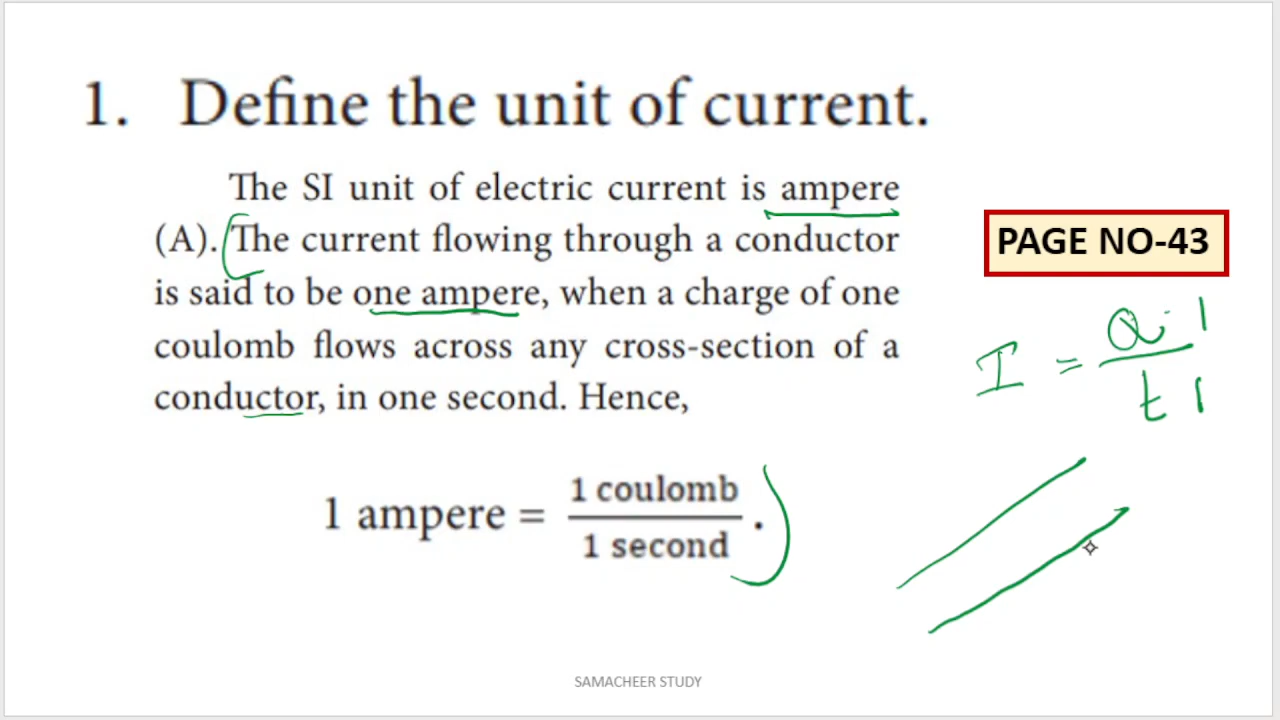 1. Define the unit of current.
The SI unit of electric current is ampere
(A). The current flowing through a conductor
is said to be one ampere, when a charge of one
coulomb flows across any cross-section of a
conductor, in one second. Hence,
1 ampere = 1 coulomb / 1 second .
PAGE NO-43
I = Q 1 / t 1
SAMACHEER STUDY